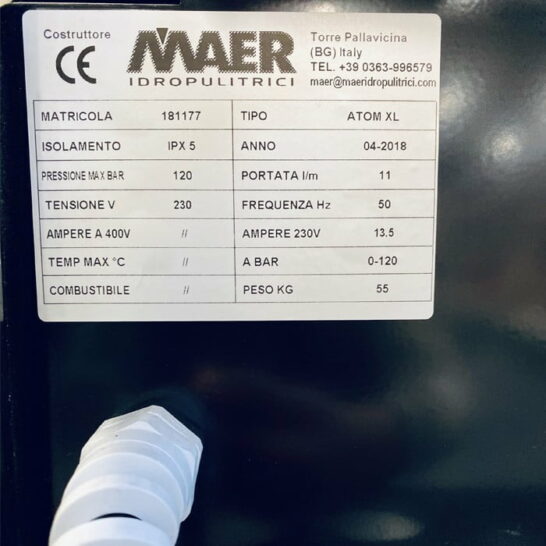 Costruttore
CE
MAER
IDROPULITRICI
Torre Pallavicina
(BG) Italy
TEL. +39 0363-996579
maer@maeridropulitrici.com
MATRICOLA 181177 TIPO ATOM XL
ISOLAMENTO IPX 5 ANNO 04-2018
PRESSIONE MAX BAR 120 PORTATA l/m 11
TENSIONE V 230 FREQUENZA Hz 50
AMPERE A 400V // AMPERE 230V 13.5
TEMP MAX °C // A BAR 0-120
COMBUSTIBILE // PESO KG 55